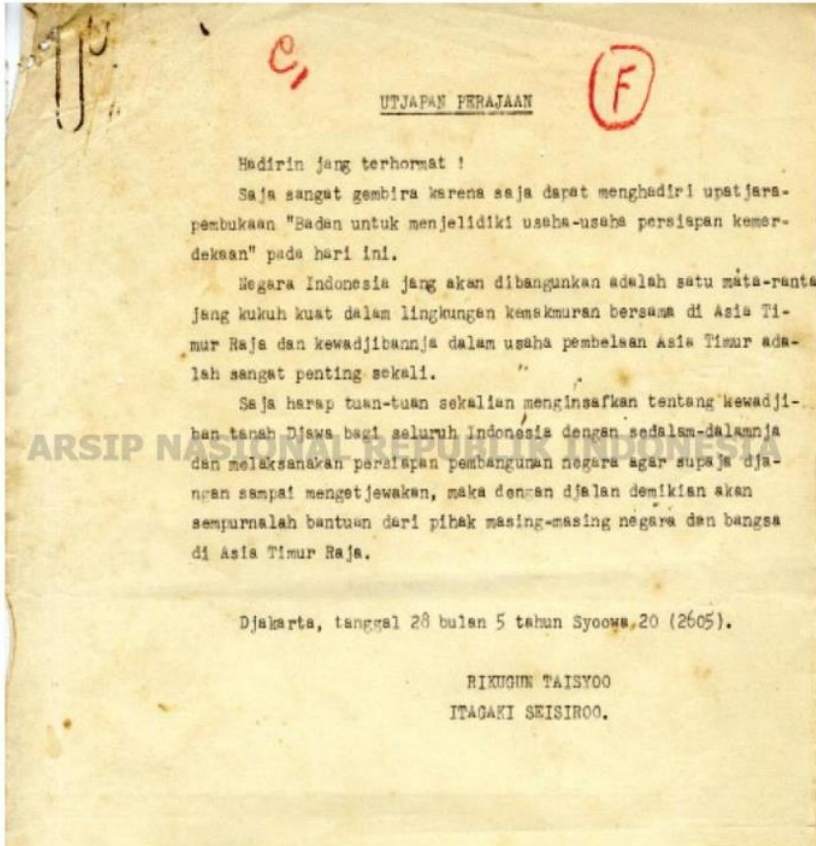 C,
F
UTJAPAN PERAJAAN
Hadirin jang terhormat !
Saja sangat gembira karena saja dapat menghadiri upatjara-
pembukaan "Badan untuk menjelidiki usaha-usaha persiapan kemer-
dekaan" pada hari ini.
Negara Indonesia jang akan dibangunkan adalah satu mata-ranta
jang kukuh kuat dalam lingkungan kemakmuran bersama di Asia Ti-
mur Raja dan kewadjibannja dalam usaha pembelaan Asia Timur ada-
lah sangat penting sekali.
Saja harap tuan-tuan sekalian menginsafkan tentang kewadji-
ban tanah Djawa bagi seluruh Indonesia dengan sedalam-dalamnja
ARSIP NASIONAL REPUBLIK INDONESIA
dan melaksanakan persiapan pembangunan negara agar supaja dja-
ngan sampai mengetjewakan, maka dengan djalan demikian akan
sempurnalah bantuan dari pihak masing-masing negara dan bangsa
di Asia Timur Raja.
Djakarta, tanggal 28 bulan 5 tahun Syoowa 20 (2605).
RIKUGUN TAISYOO
ITAGAKI SEISIROO.